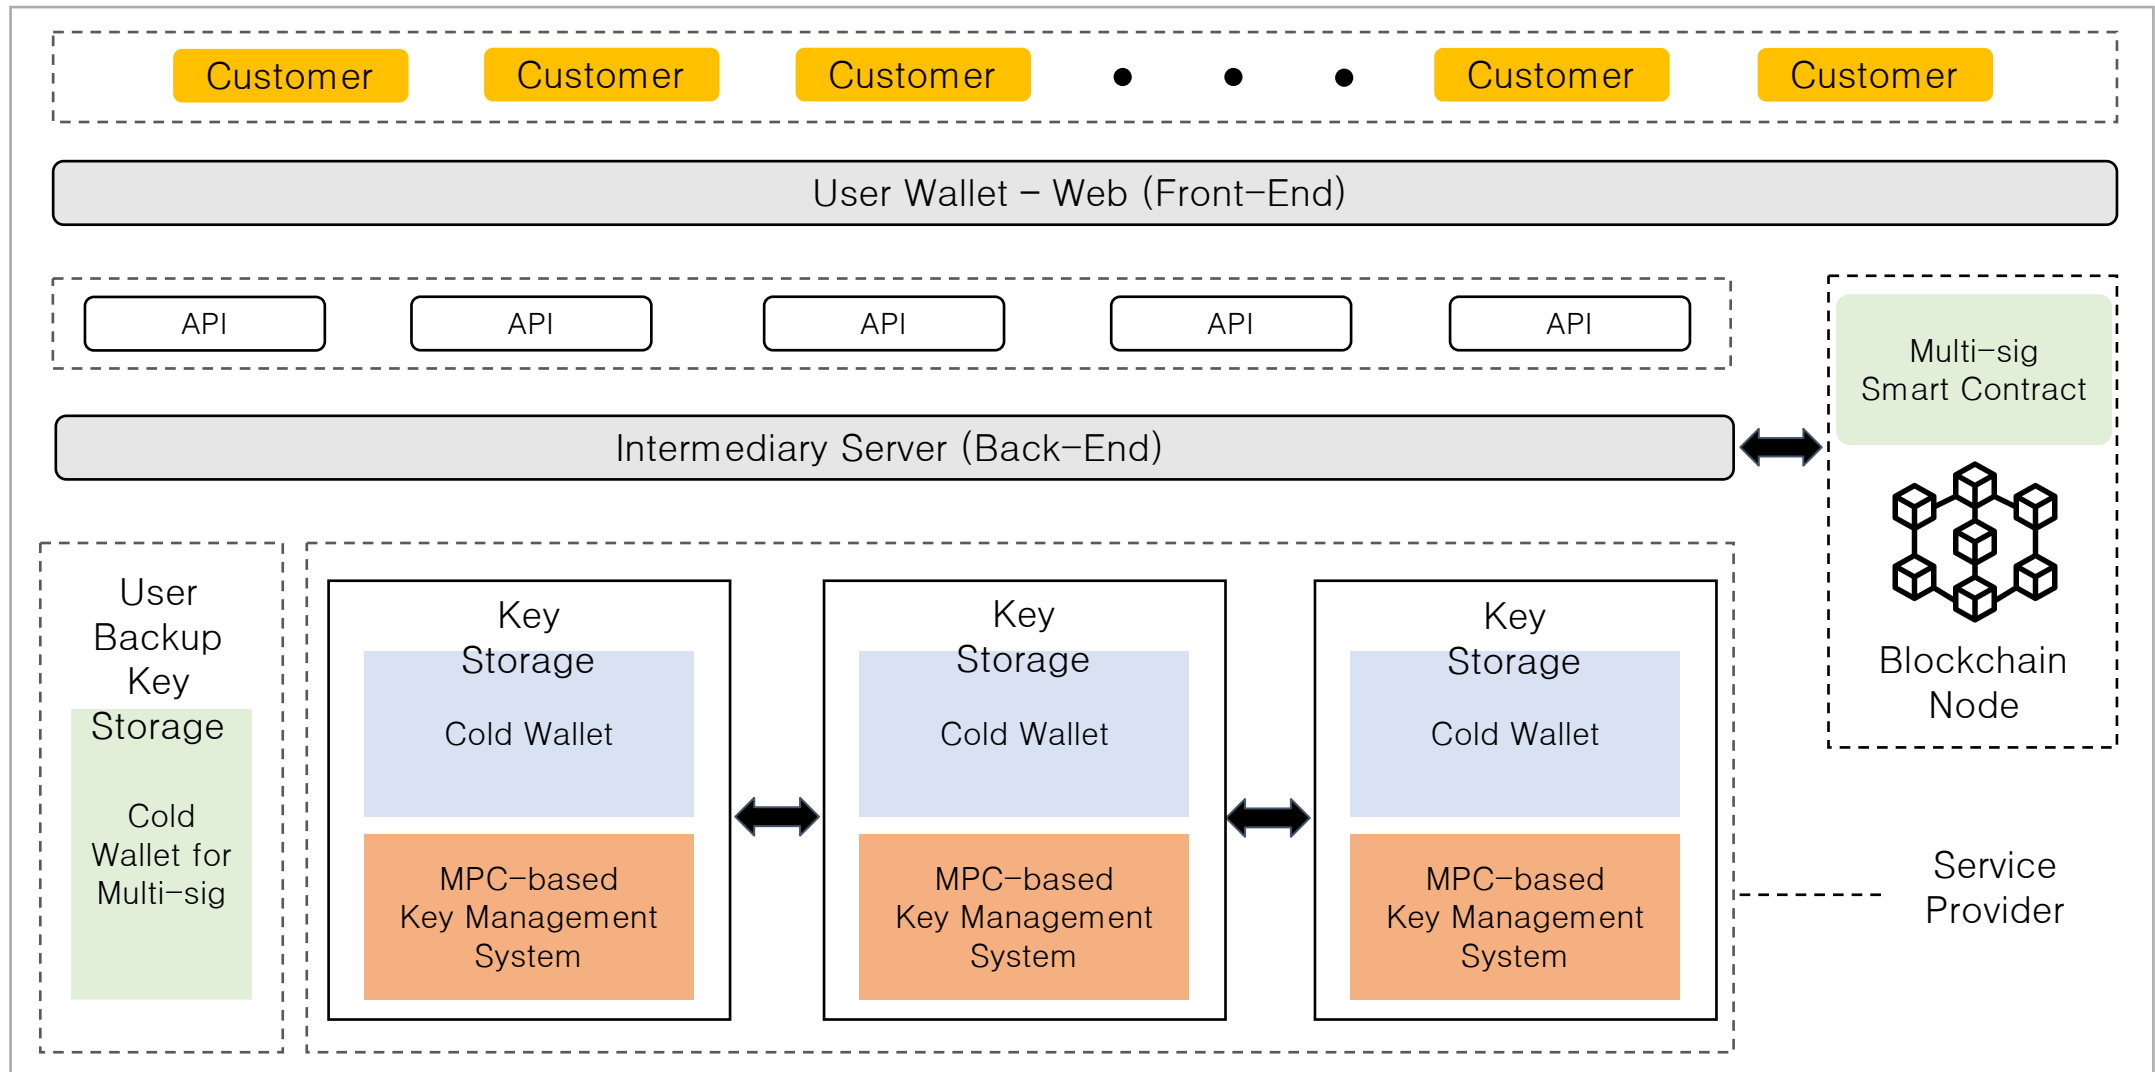 Customer
Customer
Customer
• • •
Customer
Customer
User Wallet – Web (Front-End)
API
API
API
API
API
Multi-sig
Smart Contract
Intermediary Server (Back-End)
Blockchain
Node
User
Backup
Key
Storage
Cold
Wallet for
Multi-sig
Key
Storage
Cold Wallet
MPC-based
Key Management
System
Key
Storage
Cold Wallet
MPC-based
Key Management
System
Key
Storage
Cold Wallet
MPC-based
Key Management
System
Service
Provider